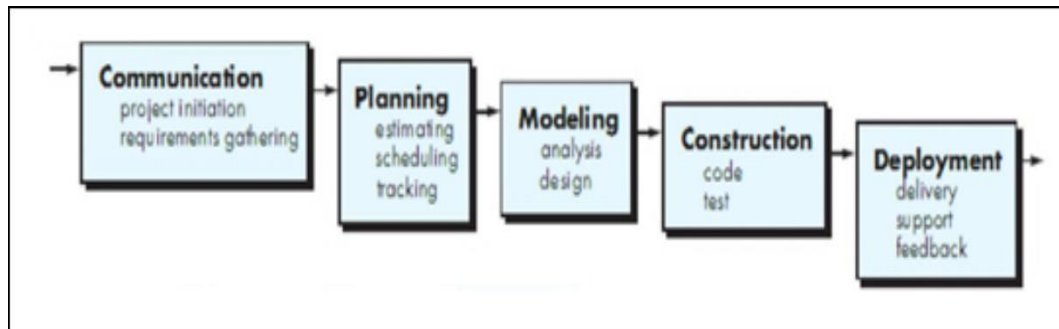 Communication
project initiation
requirements gathering
Planning
estimating
scheduling
tracking
Modeling
analysis
design
Construction
code
test
Deployment
delivery
support
feedback